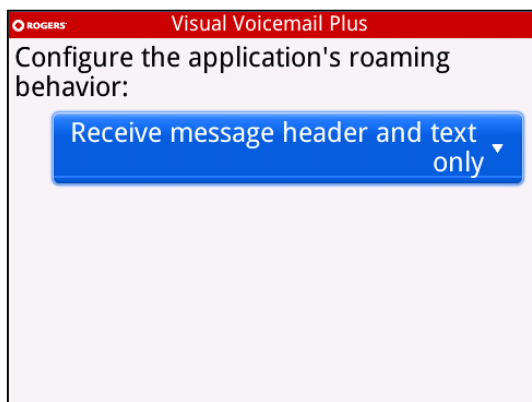 ROGERS Visual Voicemail Plus
Configure the application's roaming
behavior:
Receive message header and text
only